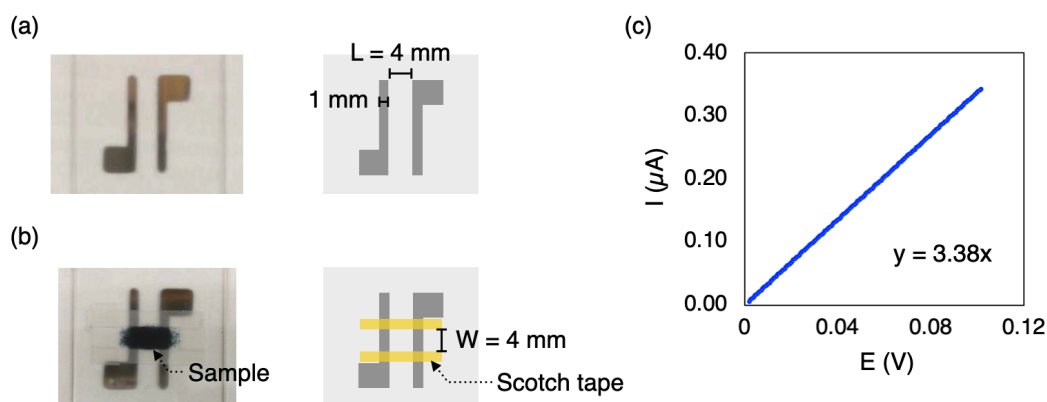 (a)
L = 4 mm
1 mm
(b)
Sample
W = 4 mm
Scotch tape
(c)
0.40
0.30
0.20
0.10
0.00
I (µA)
y = 3.38x
0
0.04
0.08
0.12
E (V)